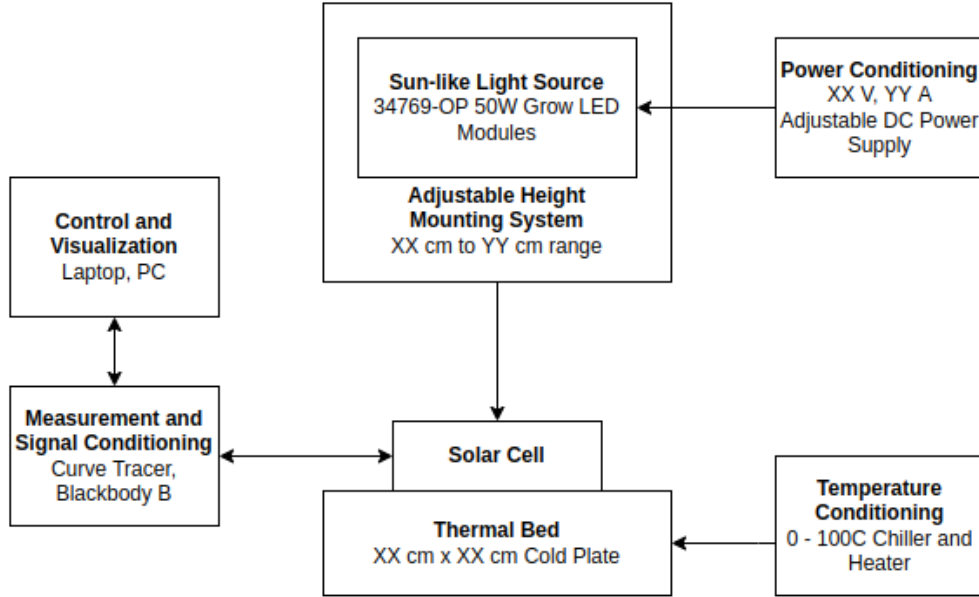 Sun-like Light Source
34769-OP 50W Grow LED
Modules
Adjustable Height
Mounting System
XX cm to YY cm range
Power Conditioning
XX V, YY A
Adjustable DC Power
Supply
Control and
Visualization
Laptop, PC
Measurement and
Signal Conditioning
Curve Tracer,
Blackbody B
Solar Cell
Thermal Bed
XX cm x XX cm Cold Plate
Temperature
Conditioning
0 - 100C Chiller and
Heater